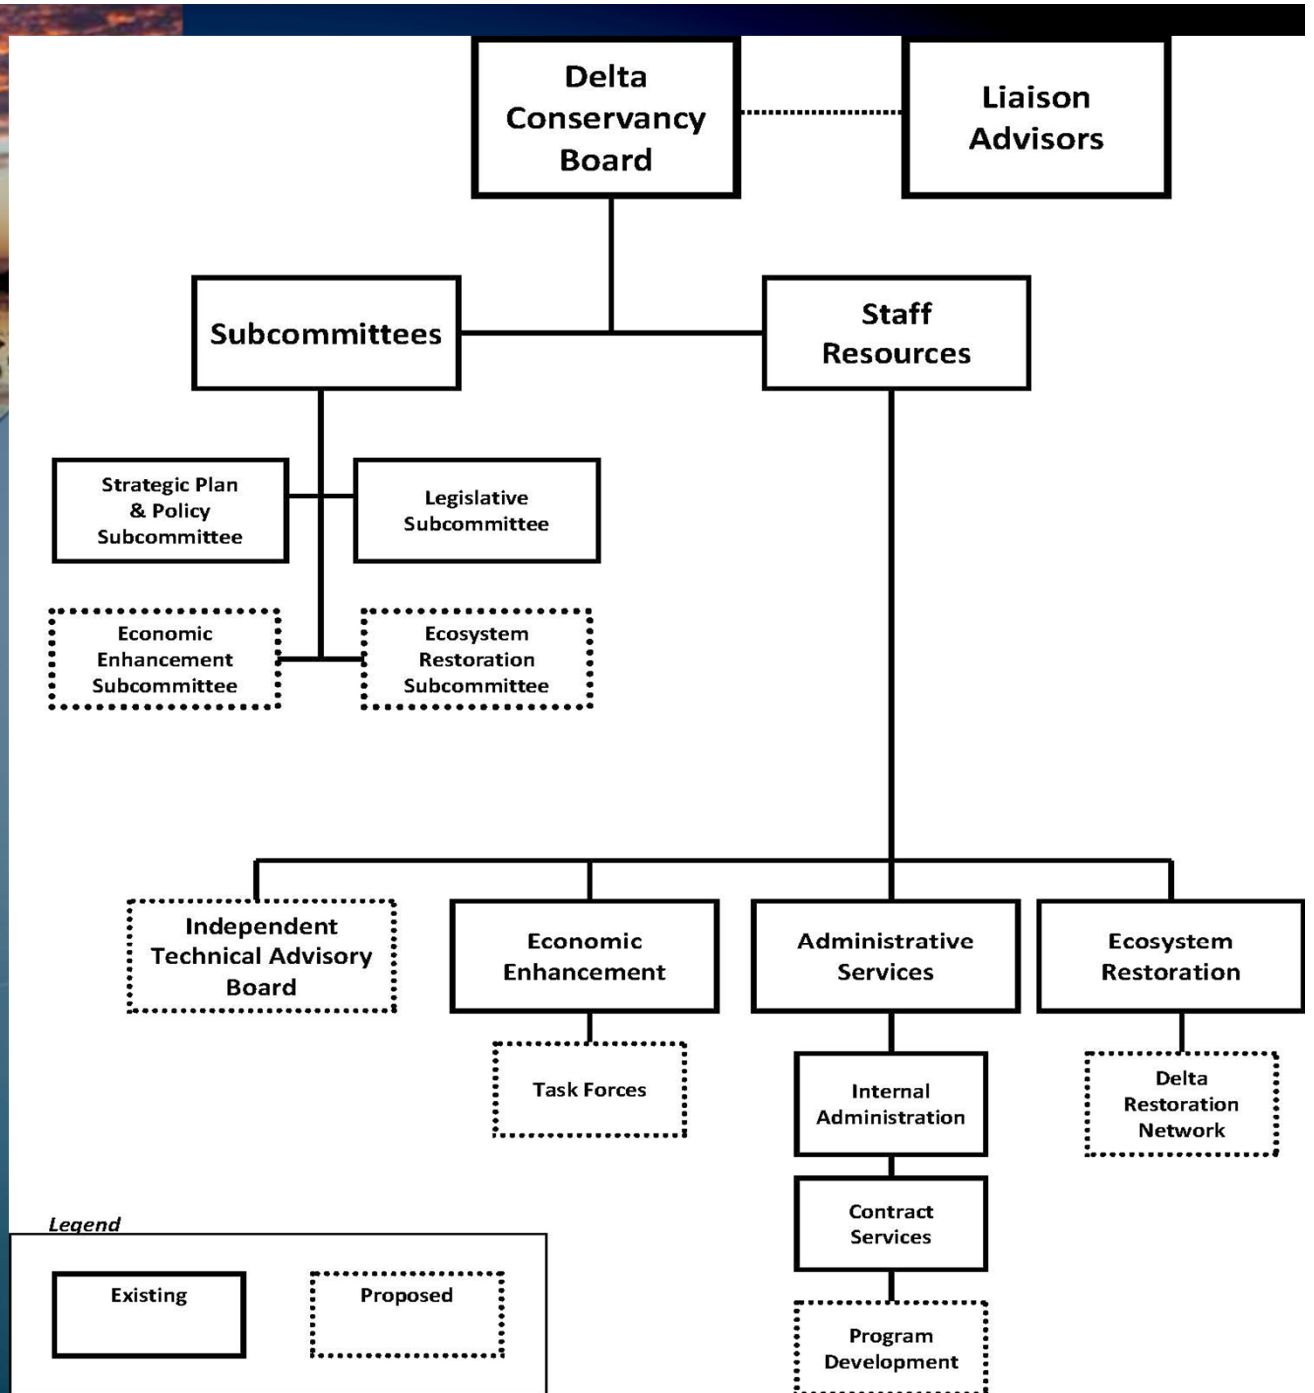 Delta
Conservancy
Board
Liaison
Advisors
Subcommittees
Staff
Resources
Strategic Plan
& Policy
Subcommittee
Legislative
Subcommittee
Economic
Enhancement
Subcommittee
Ecosystem
Restoration
Subcommittee
Independent
Technical Advisory
Board
Economic
Enhancement
Administrative
Services
Ecosystem
Restoration
Task Forces
Internal
Administration
Delta
Restoration
Network
Contract
Services
Program
Development
Legend
Existing
Proposed